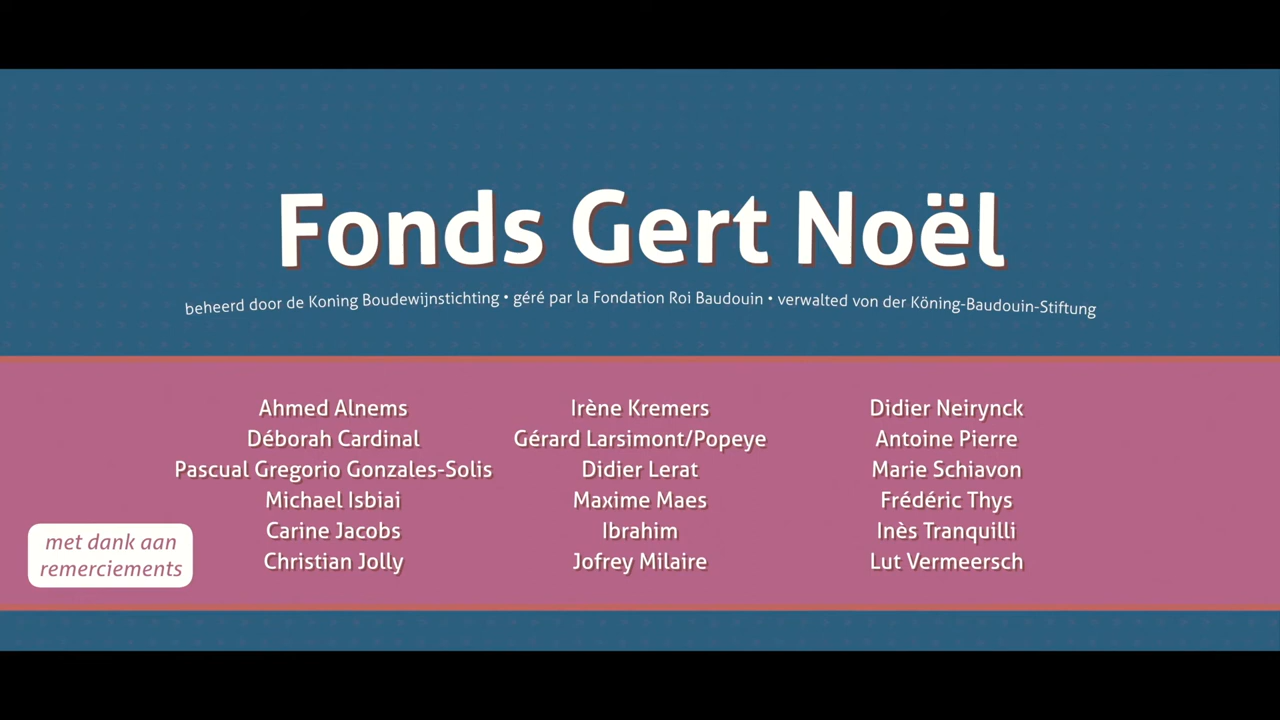 Fonds Gert Noël
beheerd door de Koning Boudewijnstichting • géré par la Fondation Roi Baudouin • verwalted von der Köning-Baudouin-Stiftung
Ahmed Alnems
Déborah Cardinal
Pascual Gregorio Gonzales-Solis
Michael Isbiai
Carine Jacobs
Christian Jolly
Irène Kremers
Gérard Larsimont/Popeye
Didier Lerat
Maxime Maes
Ibrahim
Jofrey Milaire
Didier Neirynck
Antoine Pierre
Marie Schiavon
Frédéric Thys
Inès Tranquilli
Lut Vermeersch
met dank aan
remerciements